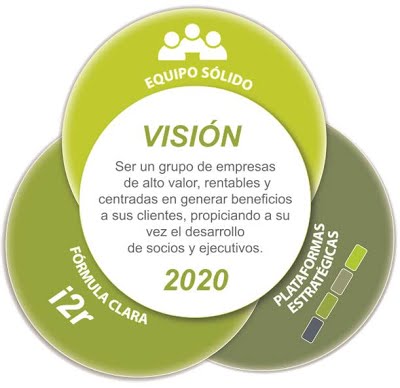 EQUIPO SÓLIDO
VISIÓN
Ser un grupo de empresas
de alto valor, rentables y
centradas en generar beneficios
a sus clientes, propiciando a su
vez el desarrollo
de socios y ejecutivos.
2020
FÓRMULA CLARA
i2r
PLATAFORMAS
ESTRATÉGICAS